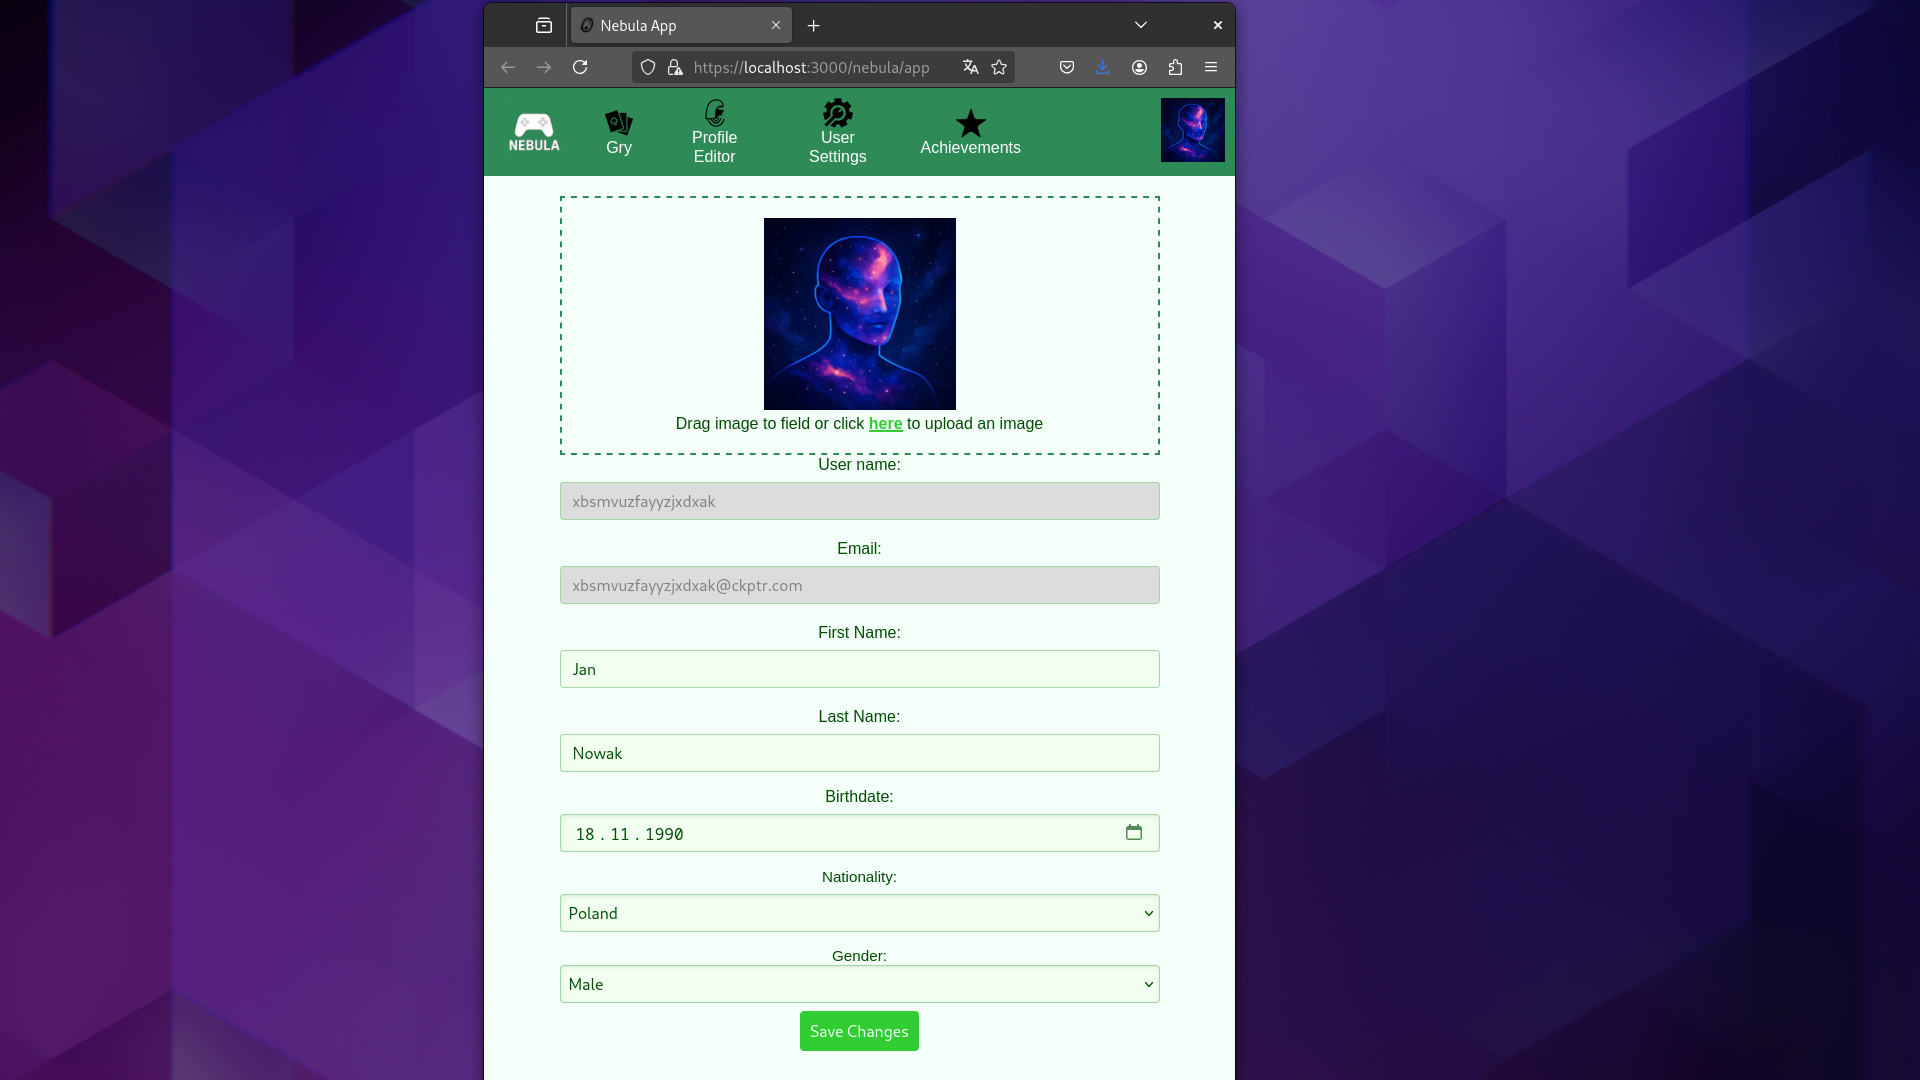 Nebula App
https://localhost:3000/nebula/app
NEBULA
Gry
Profile
Editor
User
Settings
Achievements
Drag image to field or click here to upload an image
User name:
xbsmvuzfayyzjxdxak
Email:
xbsmvuzfayyzjxdxak@ckptr.com
First Name:
Jan
Last Name:
Nowak
Birthdate:
18 . 11 . 1990
Nationality:
Poland
Gender:
Male
Save Changes